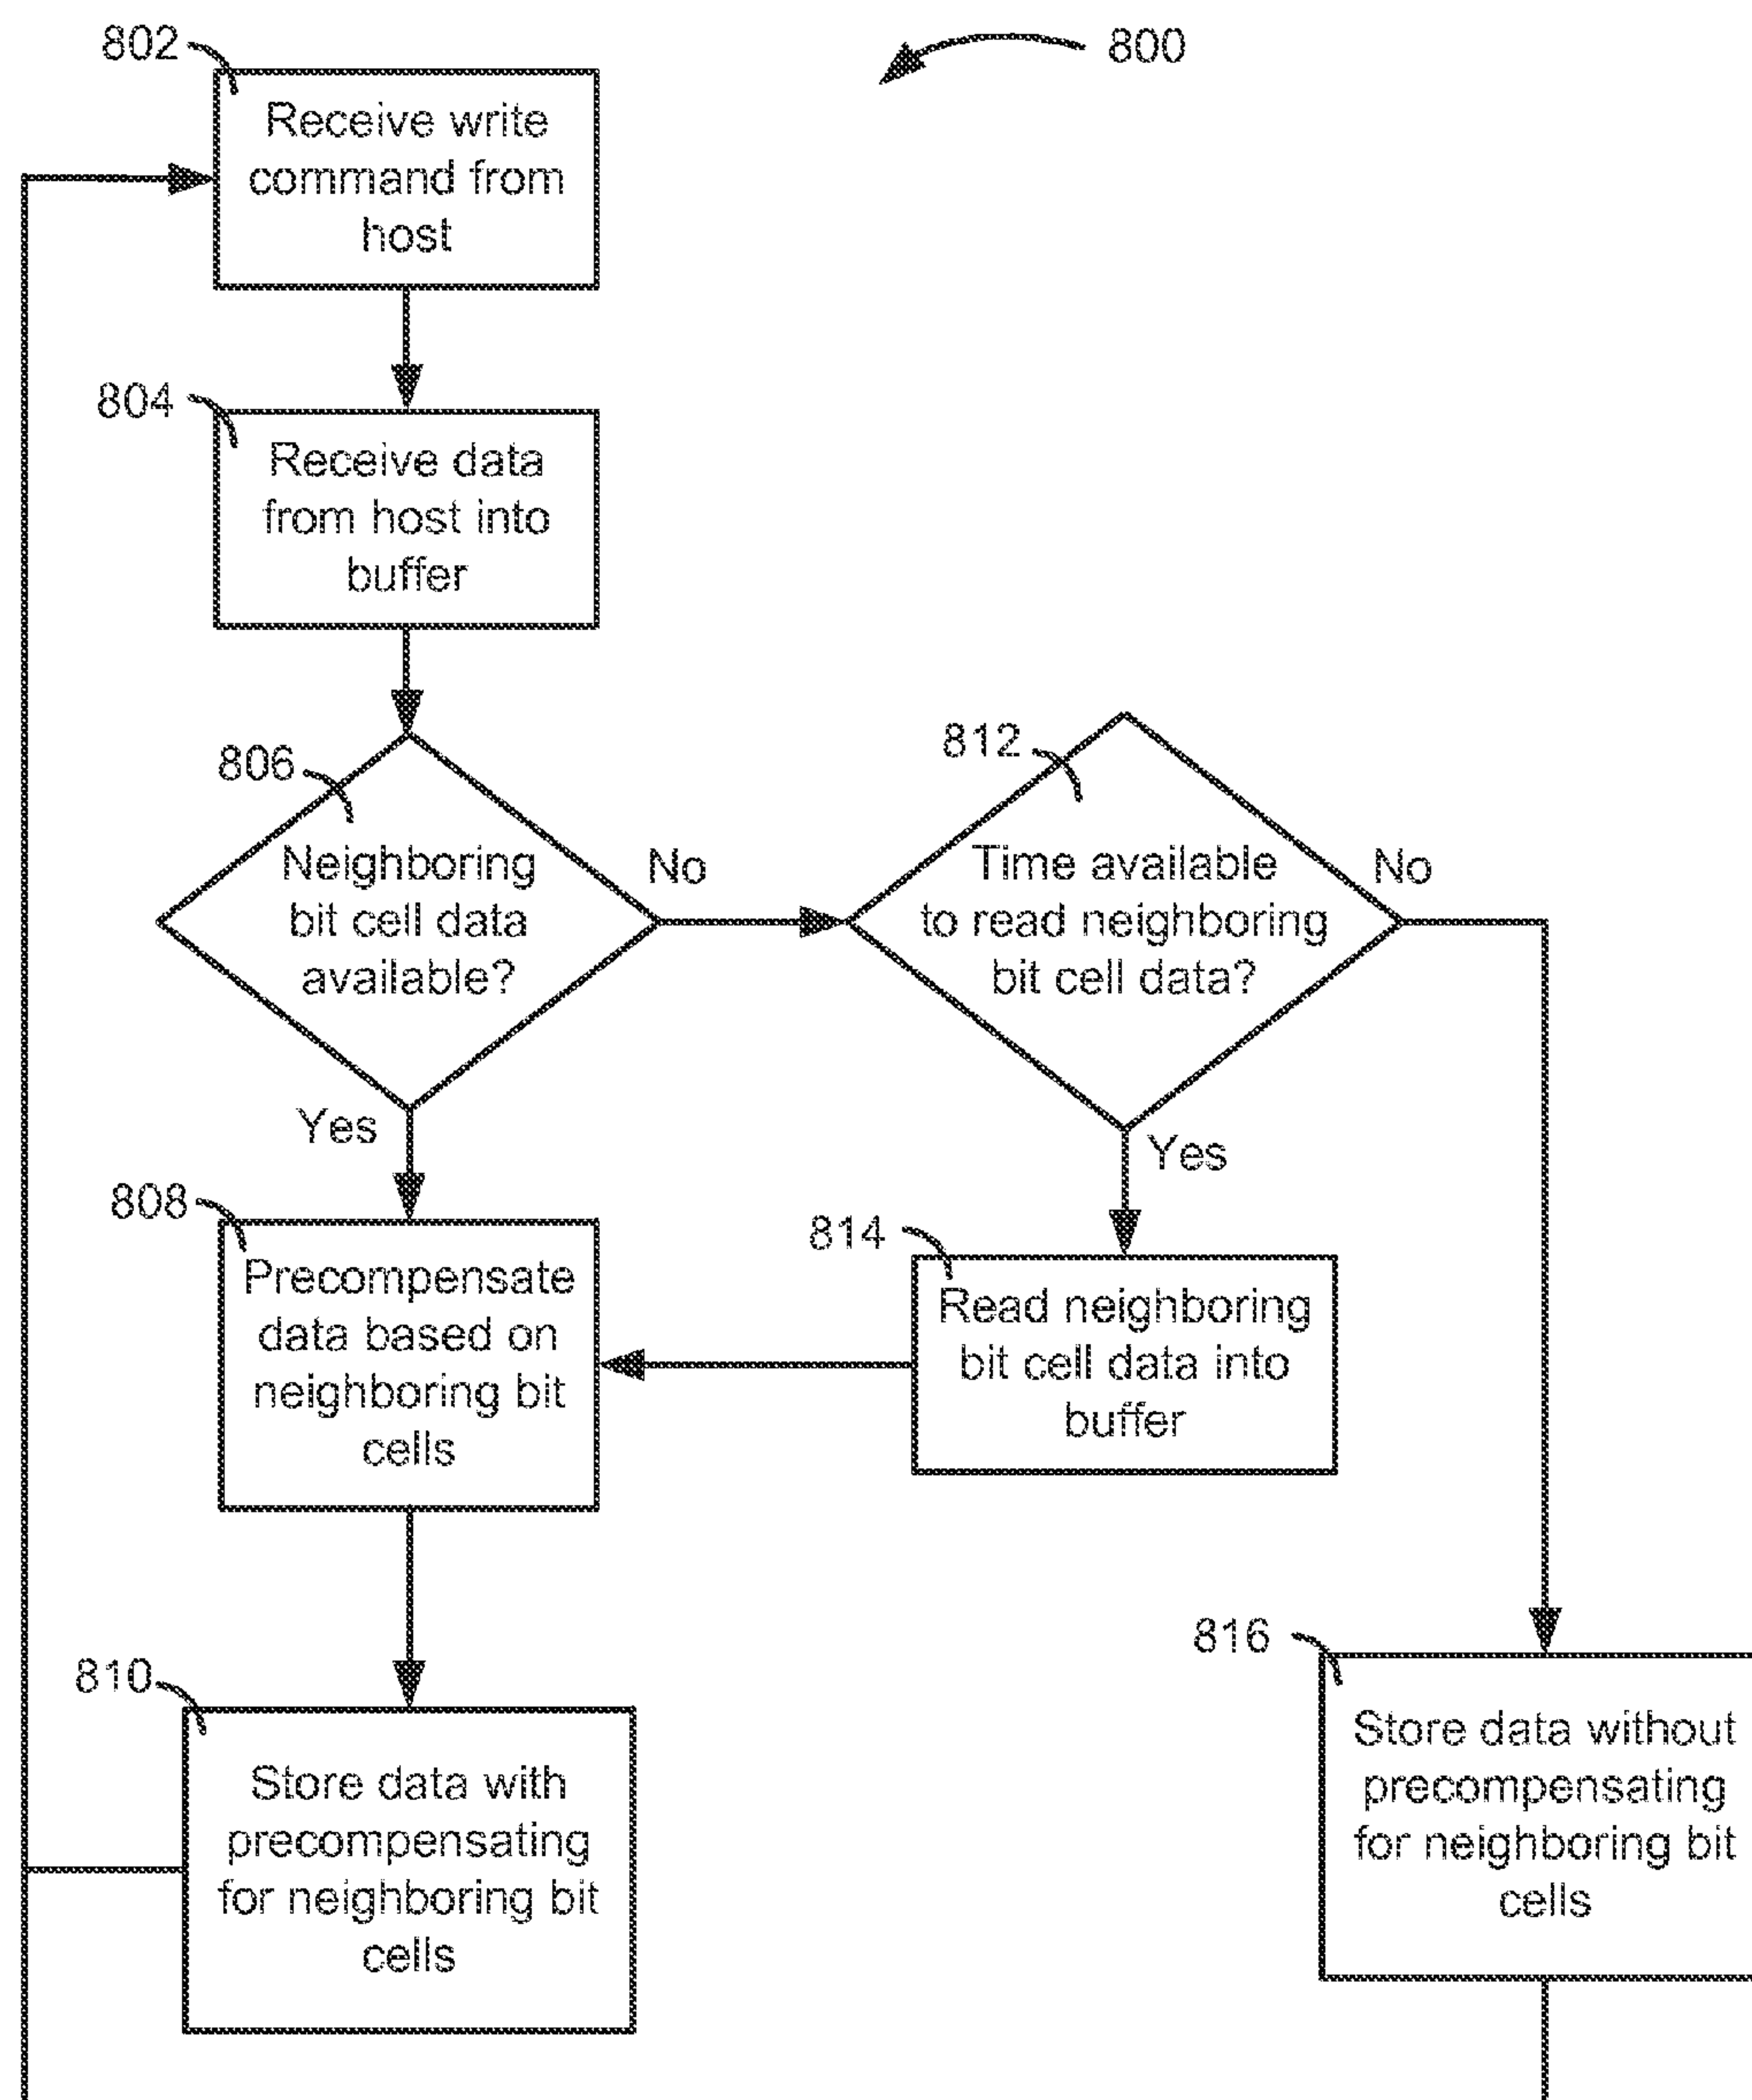 802
800
Receive write
command from
host
804
Receive data
from host into
buffer
806
Neighboring
bit cell data
available?
No
812
Time available
to read neighboring
bit cell data?
No
Yes
Yes
808
Precompensate
data based on
neighboring bit
cells
814
Read neighboring
bit cell data into
buffer
810
Store data with
precompensating
for neighboring bit
cells
816
Store data without
precompensating
for neighboring bit
cells